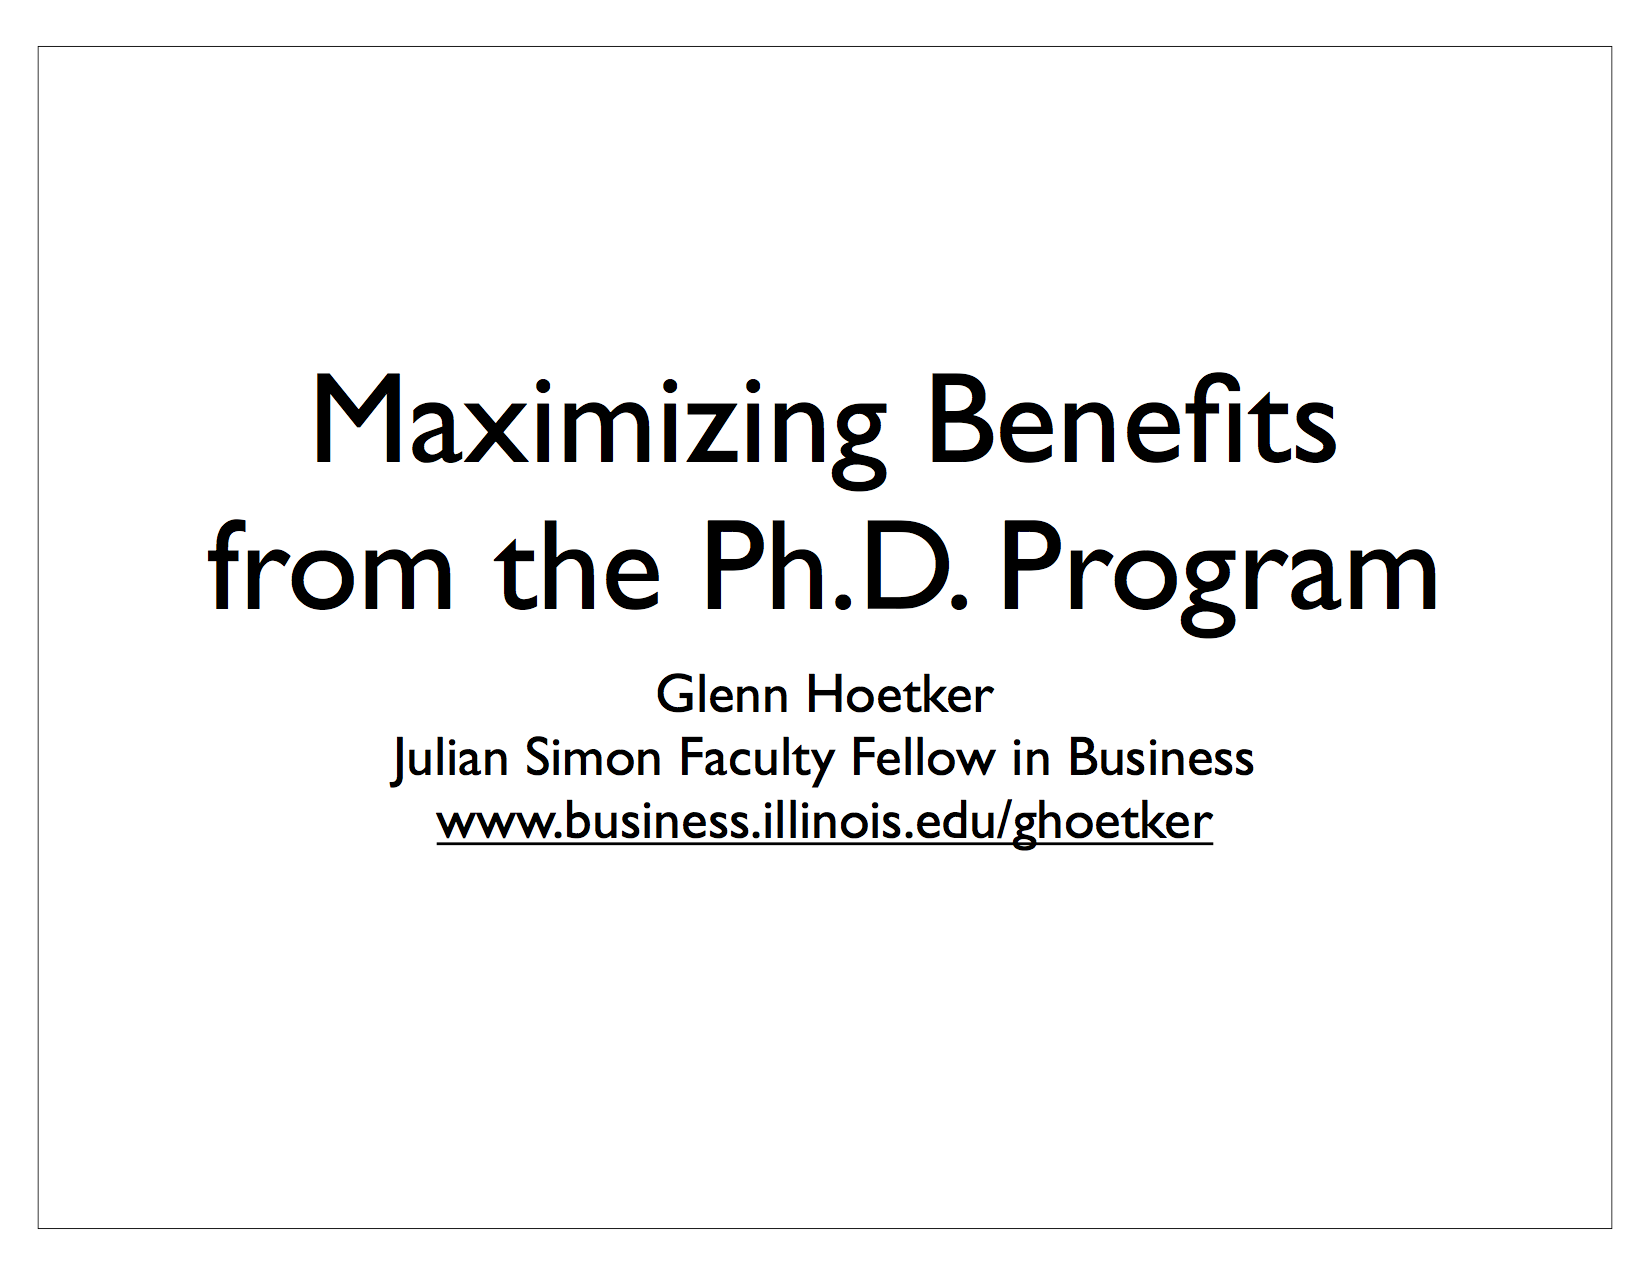 Maximizing Benefits
from the Ph.D. Program
Glenn Hoetker
Julian Simon Faculty Fellow in Business
www.business.illinois.edu/ghoetker